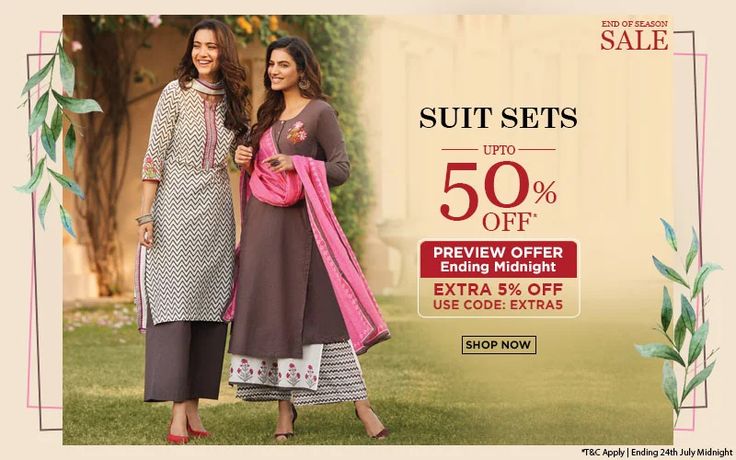 END OF SEASON
SALE
SUIT SETS
UPTO
50%
OFF*
PREVIEW OFFER
Ending Midnight
EXTRA 5% OFF
USE CODE: EXTRA5
SHOP NOW
*T&C Apply | Ending 24th July Midnight